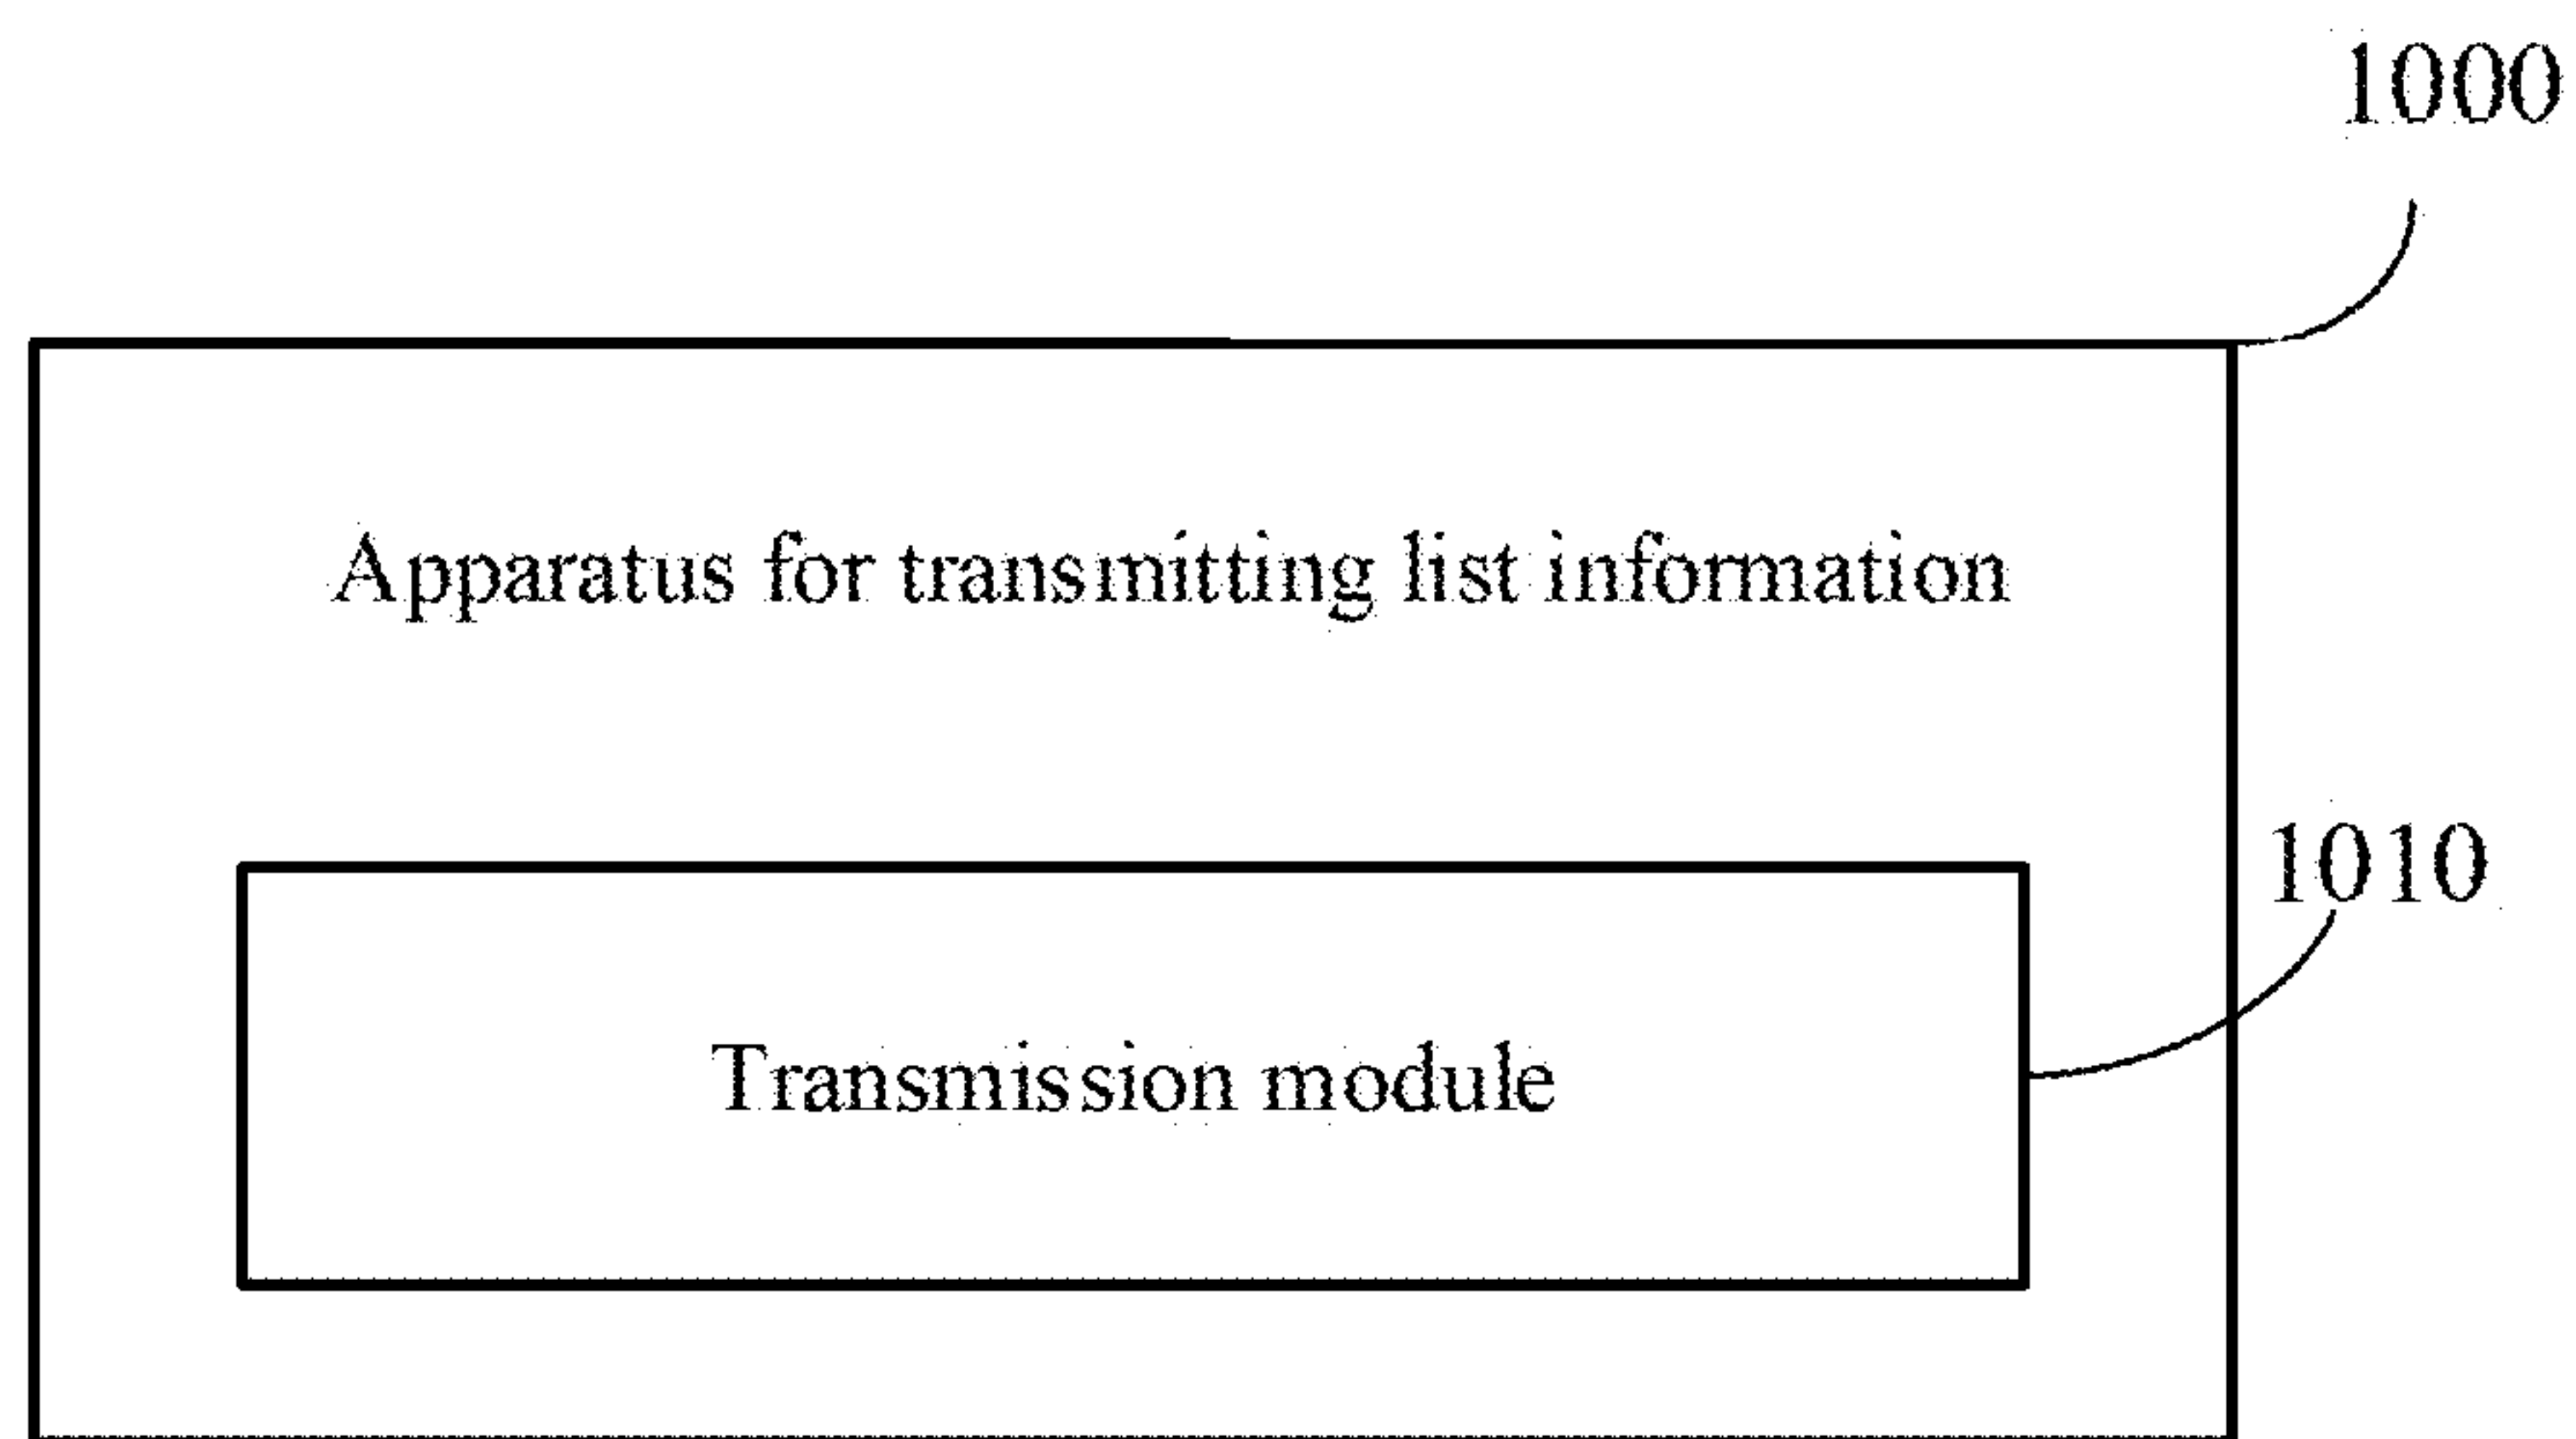 1000
Apparatus for transmitting list information
1010
Transmission module